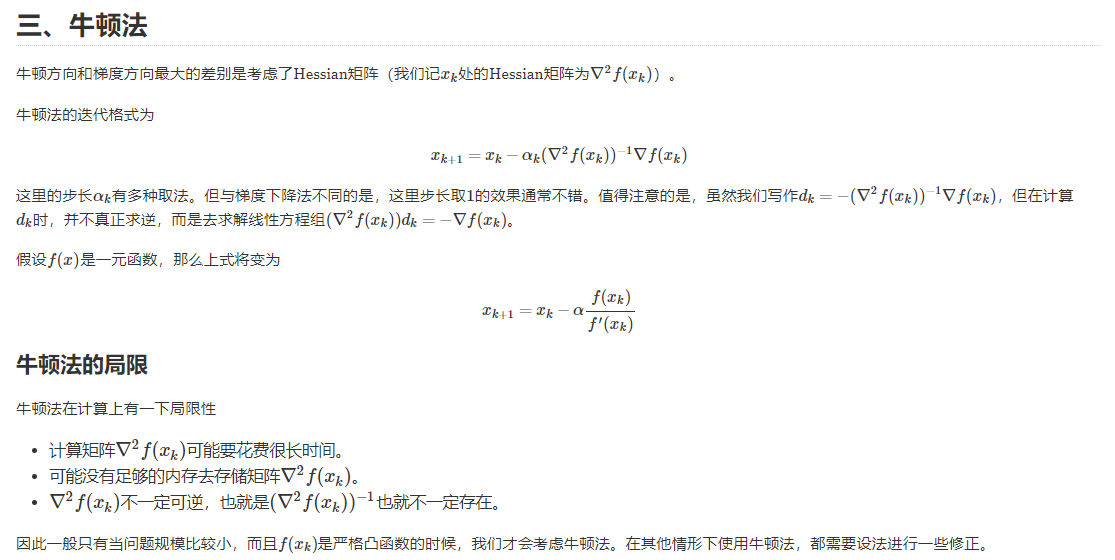 三、牛顿法
牛顿方向和梯度方向最大的差别是考虑了Hessian矩阵（我们记$x_k$处的Hessian矩阵为$\nabla^2 f(x_k)$）。
牛顿法的迭代格式为
$x_{k+1} = x_k - \alpha_k (\nabla^2 f(x_k))^{-1} \nabla f(x_k)$
这里的步长$\alpha_k$有多种取法。但与梯度下降法不同的是，这里步长取1的效果通常不错。值得注意的是，虽然我们写作$d_k = -(\nabla^2 f(x_k))^{-1} \nabla f(x_k)$，但在计算
$d_k$时，并不真正求逆，而是去求解线性方程组$(\nabla^2 f(x_k)) d_k = -\nabla f(x_k)$。
假设$f(x)$是一元函数，那么上式将变为
$x_{k+1} = x_k - \alpha \frac{f(x_k)}{f'(x_k)}$
牛顿法的局限
牛顿法在计算上有一下局限性
• 计算矩阵$\nabla^2 f(x_k)$可能要花费很长时间。
• 可能没有足够的内存去存储矩阵$\nabla^2 f(x_k)$。
• $\nabla^2 f(x_k)$不一定可逆，也就是$(\nabla^2 f(x_k))^{-1}$也就不一定存在。
因此一般只有当问题规模比较小，而且$f(x_k)$是严格凸函数的时候，我们才会考虑牛顿法。在其他情形下使用牛顿法，都需要设法进行一些修正。